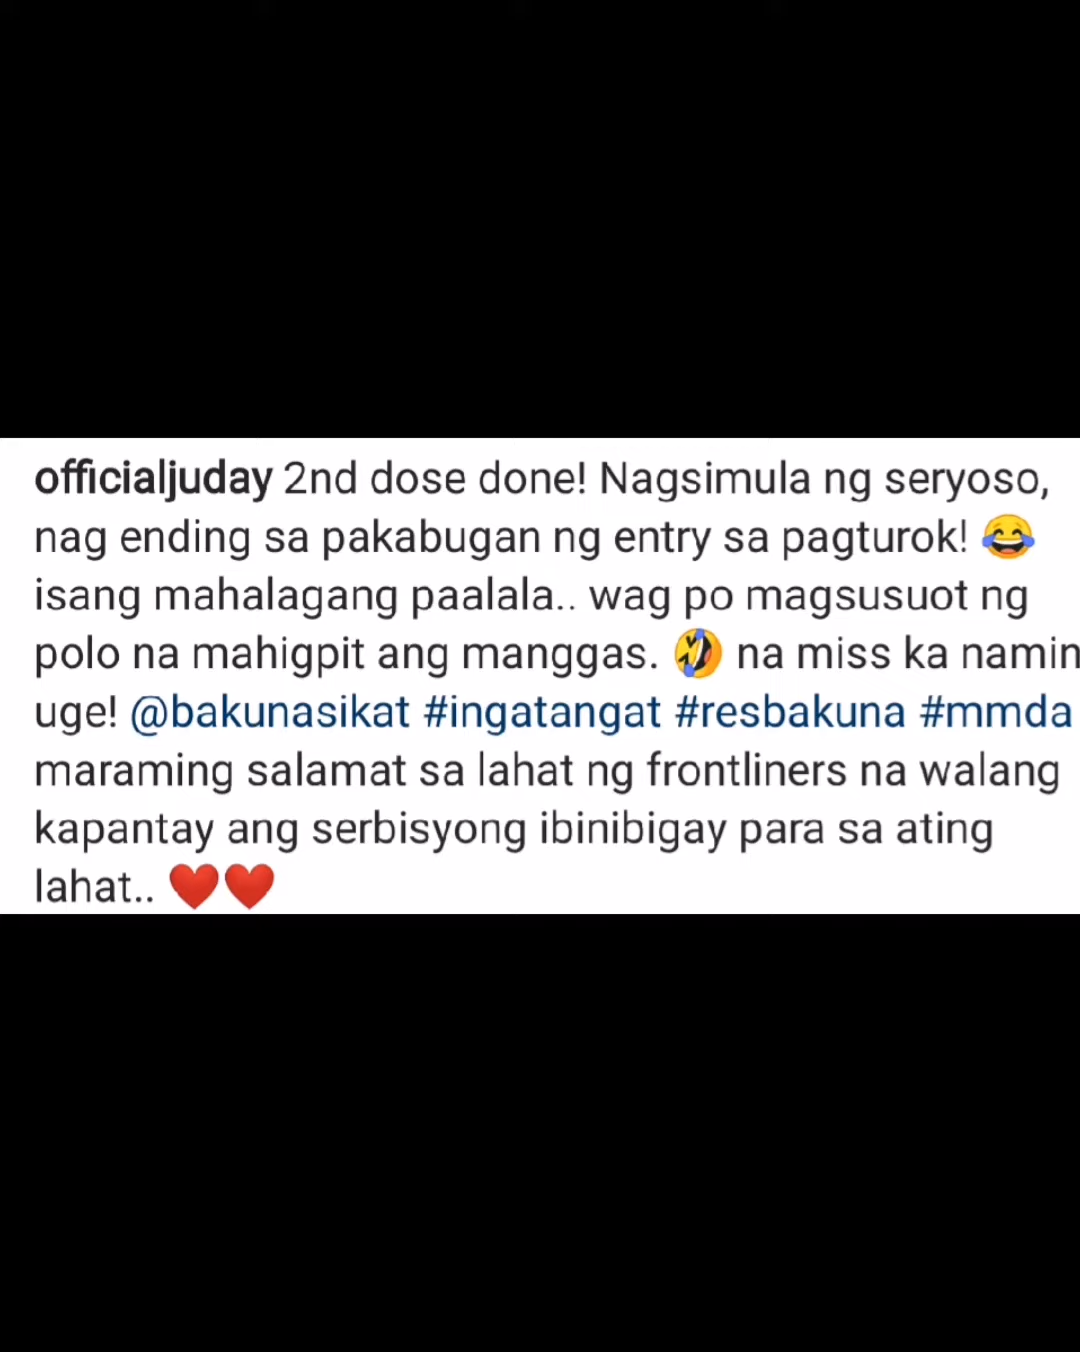 officialjuday 2nd dose done! Nagsimula ng seryoso,
nag ending sa pakabugan ng entry sa pagturok! 😂
isang mahalagang paalala.. wag po magsusuot ng
polo na mahigpit ang manggas. 🤣 na miss ka namin
uge! @bakunasikat #ingatangat #resbakuna #mmda
maraming salamat sa lahat ng frontliners na walang
kapantay ang serbisyong ibinibigay para sa ating
lahat.. ❤️❤️